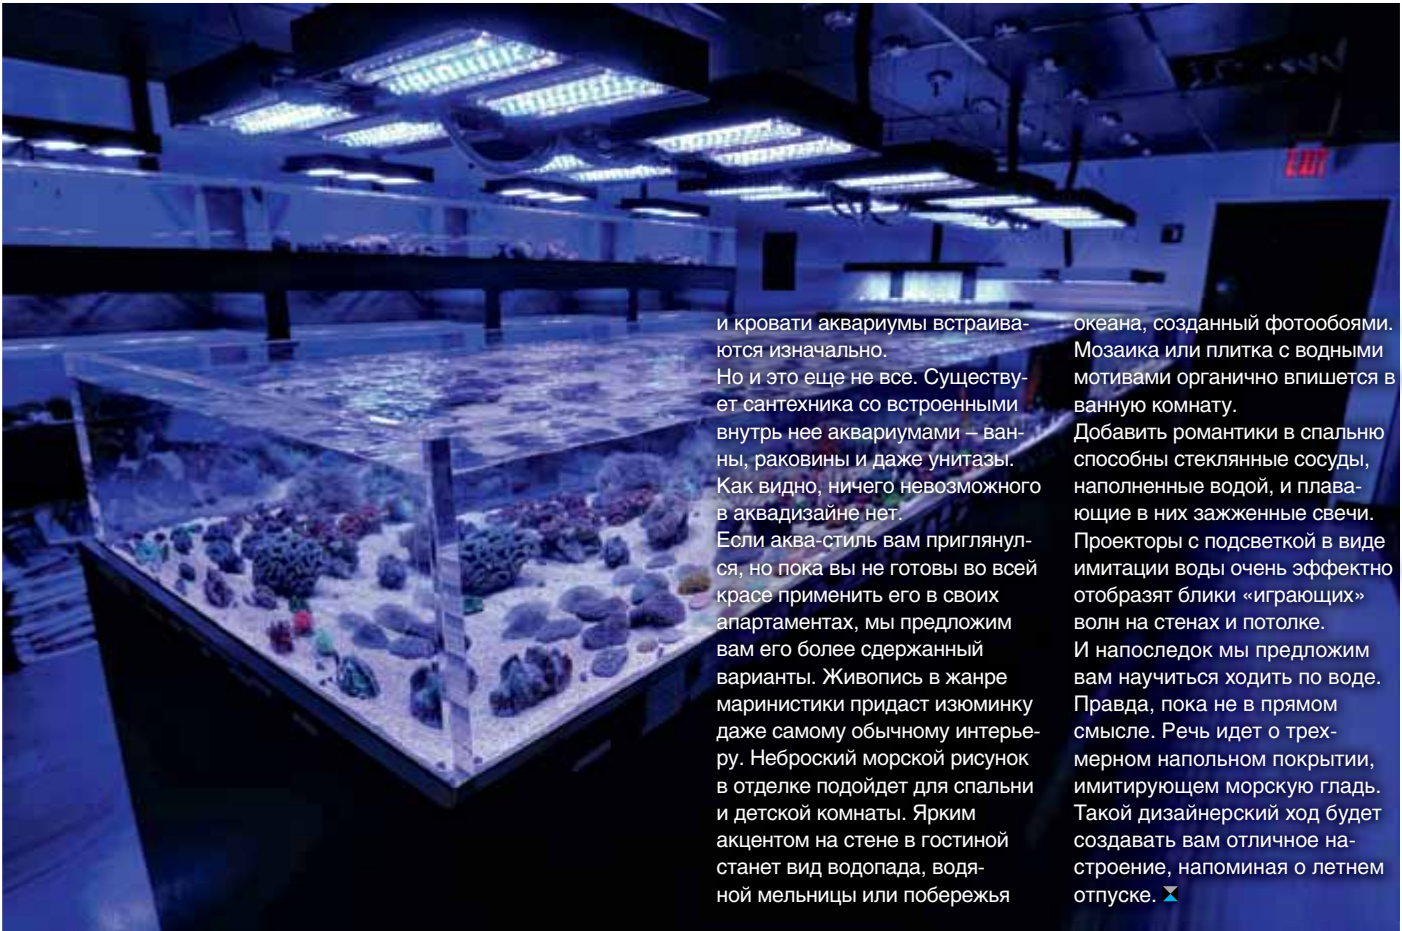 EXIT
и кровати аквариумы встраива-
ются изначально.
Но и это еще не все. Существу-
ет сантехника со встроенными
внутрь нее аквариумами – ван-
ны, раковины и даже унитазы.
Как видно, ничего невозможного
в аквадизайне нет.
Если аква-стиль вам приглянул-
ся, но пока вы не готовы во всей
красе применить его в своих
апартаментах, мы предложим
вам его более сдержанный
варианты. Живопись в жанре
маринистики придаст изюминку
даже самому обычному интерье-
ру. Неброский морской рисунок
в отделке подойдет для спальни
и детской комнаты. Ярким
акцентом на стене в гостиной
станет вид водопада, водя-
ной мельницы или побережья
океана, созданный фотообоями.
Мозаика или плитка с водными
мотивами органично впишется в
ванную комнату.
Добавить романтики в спальню
способны стеклянные сосуды,
наполненные водой, и плава-
ющие в них зажженные свечи.
Проекторы с подсветкой в виде
имитации воды очень эффектно
отобразят блики «играющих»
волн на стенах и потолке.
И напоследок мы предложим
вам научиться ходить по воде.
Правда, пока не в прямом
смысле. Речь идет о трех-
мерном напольном покрытии,
имитирующем морскую гладь.
Такой дизайнерский ход будет
создавать вам отличное на-
строение, напоминая о летнем
отпуске.